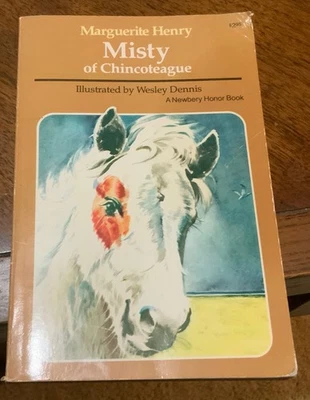 Marguerite Henry
Misty
of Chincoteague
Illustrated by Wesley Dennis
A Newbery Honor Book